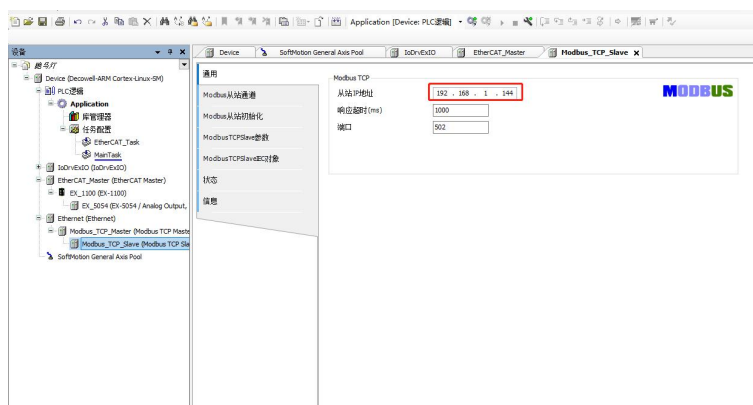 Application [Device: PLC逻辑]
设备
Device
SoftMotion General Axis Pool
IoDrvExIO
EtherCAT_Master
Modbus_TCP_Slave
跑马灯
Device (Decowell-ARM Cortex-Linux-SM)
PLC逻辑
Application
库管理器
任务配置
EtherCAT_Task
MainTask
IoDrvExIO (IoDrvExIO)
EtherCAT_Master (EtherCAT Master)
EX_1100 (EX-1100)
EX_5054 (EX-5054 / Analog Output,
Ethernet (Ethernet)
Modbus_TCP_Master (Modbus TCP Maste
Modbus_TCP_Slave (Modbus TCP Sla
SoftMotion General Axis Pool
通用
Modbus从站通道
Modbus从站初始化
ModbusTCPSlave参数
ModbusTCPSlaveIEC对象
状态
信息
Modbus TCP
从站IP地址 192 . 168 . 1 . 144
响应超时(ms) 1000
端口 502
MODBUS